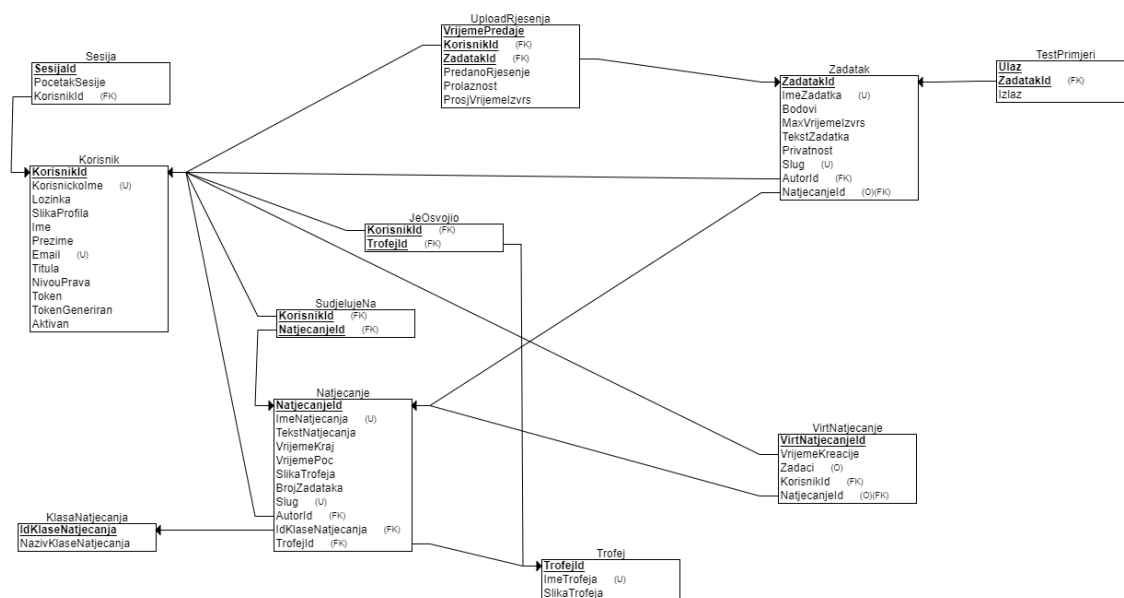 UploadRjesenja
VrijemePredaje
KorisnikId (FK)
ZadatakId (FK)
PredanoRjesenje
Prolaznost
ProsjVrijemeIzvrs
Sesija
SesijaId
PocetakSesije
KorisnikId (FK)
Zadatak
ZadatakId
ImeZadatka (U)
Bodovi
MaxVrijemeIzvrs
TekstZadatka
Privatnost
Slug (U)
AutorId (FK)
NatjecanjeId (O)(FK)
TestPrimjeri
Ulaz
ZadatakId (FK)
Izlaz
Korisnik
KorisnikId
KorisnickoIme (U)
Lozinka
SlikaProfila
Ime
Prezime
Email (U)
Titula
NivouPrava
Token
TokenGeneriran
Aktivan
JeOsvojio
KorisnikId (FK)
TrofejId (FK)
SudjelujeNa
KorisnikId (FK)
NatjecanjeId (FK)
Natjecanje
NatjecanjeId
ImeNatjecanja (U)
TekstNatjecanja
VrijemeKraj
VrijemePoc
SlikaTrofeja
BrojZadataka
Slug (U)
AutorId (FK)
IdKlaseNatjecanja (FK)
TrofejId (FK)
VirtNatjecanje
VirtNatjecanjeId
VrijemeKreacije
Zadaci (O)
KorisnikId (FK)
NatjecanjeId (O)(FK)
KlasaNatjecanja
IdKlaseNatjecanja
NazivKlaseNatjecanja
Trofej
TrofejId
ImeTrofeja (U)
SlikaTrofeja